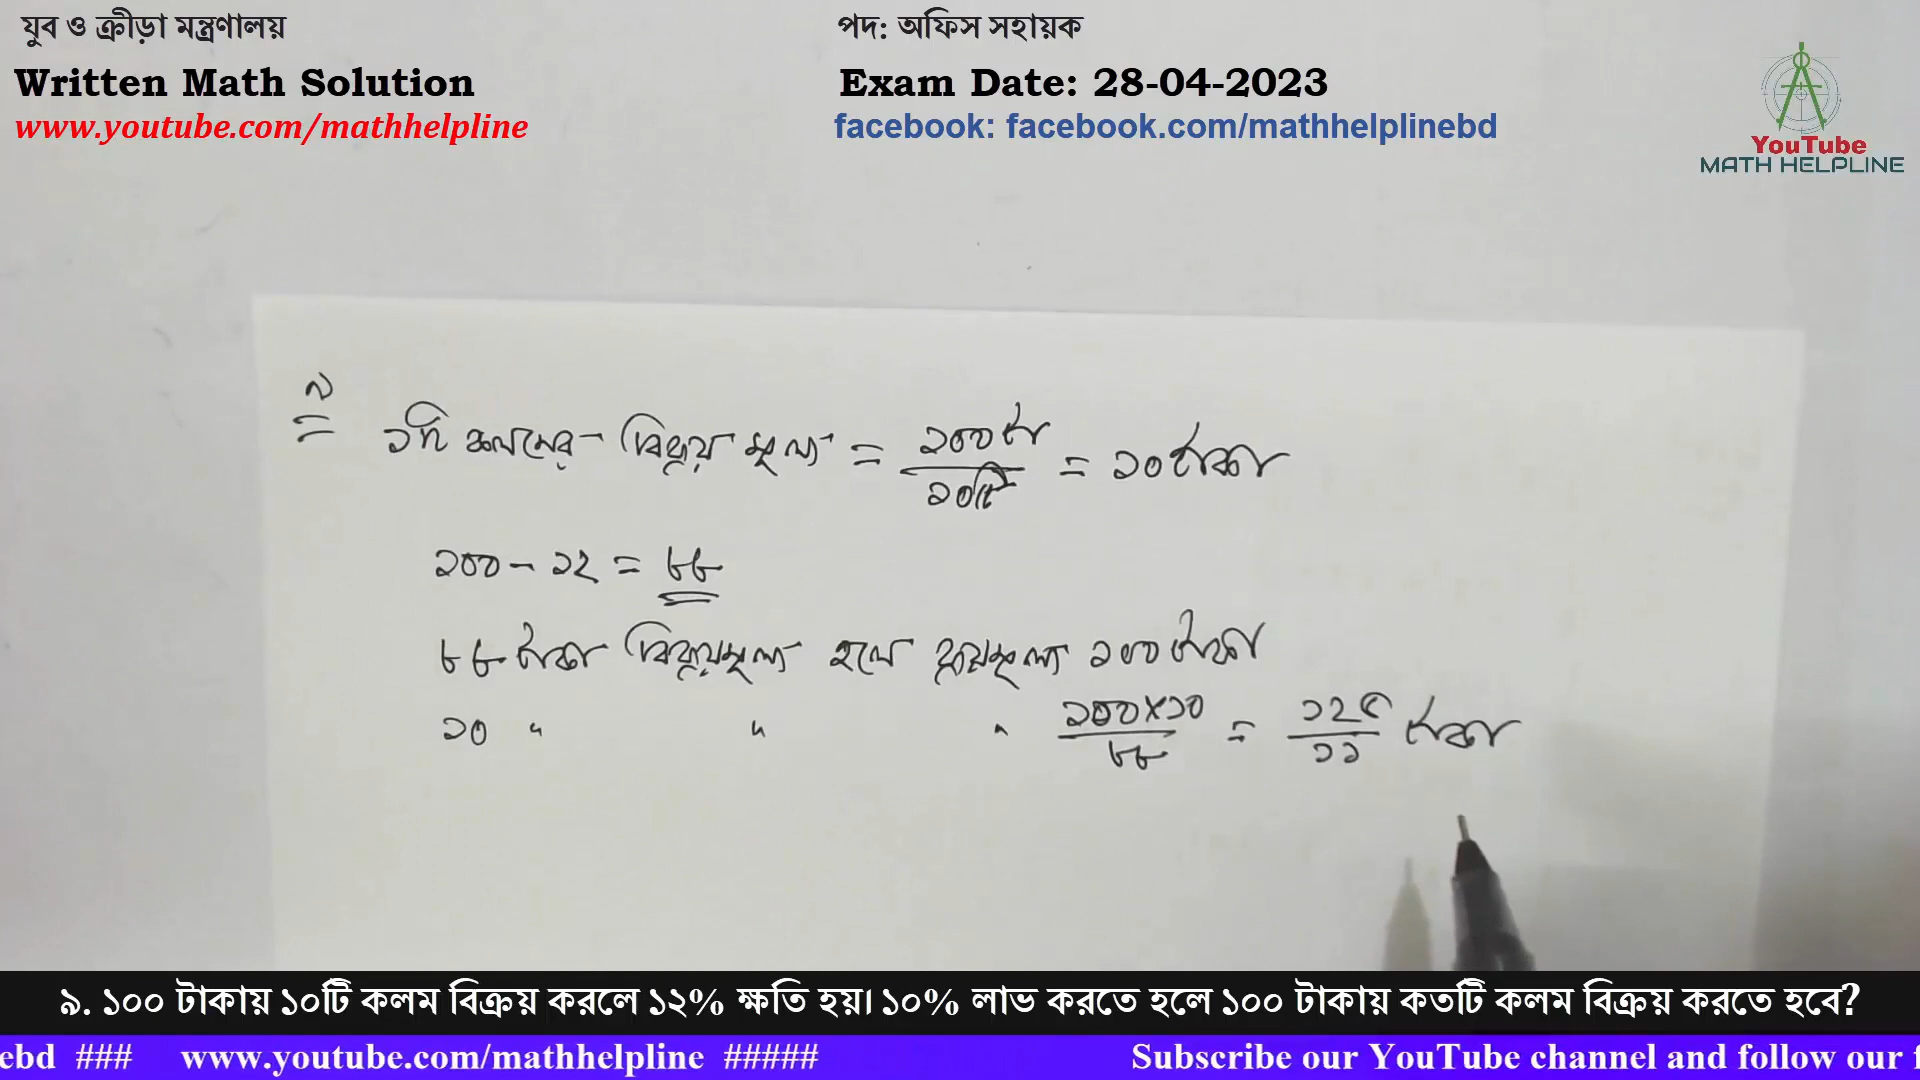 যুব ও ক্রীড়া মন্ত্রণালয়
পদ: অফিস সহায়ক
Written Math Solution
Exam Date: 28-04-2023
www.youtube.com/mathhelpline
facebook: facebook.com/mathhelplinebd
YouTube
MATH HELPLINE
৯
১টি কলমের বিক্রয় মূল্য = ১০০টা / ১০টি = ১০ টাকা
১০০ - ১২ = ৮৮
৮৮ টাকা বিক্রয়মূল্য হলে ক্রয়মূল্য ১০০ টাকা
১০ " " " ১০০×১০ / ৮৮ = ১২৫ / ১১ টাকা
৯. ১০০ টাকায় ১০টি কলম বিক্রয় করলে ১২% ক্ষতি হয়। ১০% লাভ করতে হলে ১০০ টাকায় কতটি কলম বিক্রয় করতে হবে?
ebd ### www.youtube.com/mathhelpline ##### Subscribe our YouTube channel and follow our f